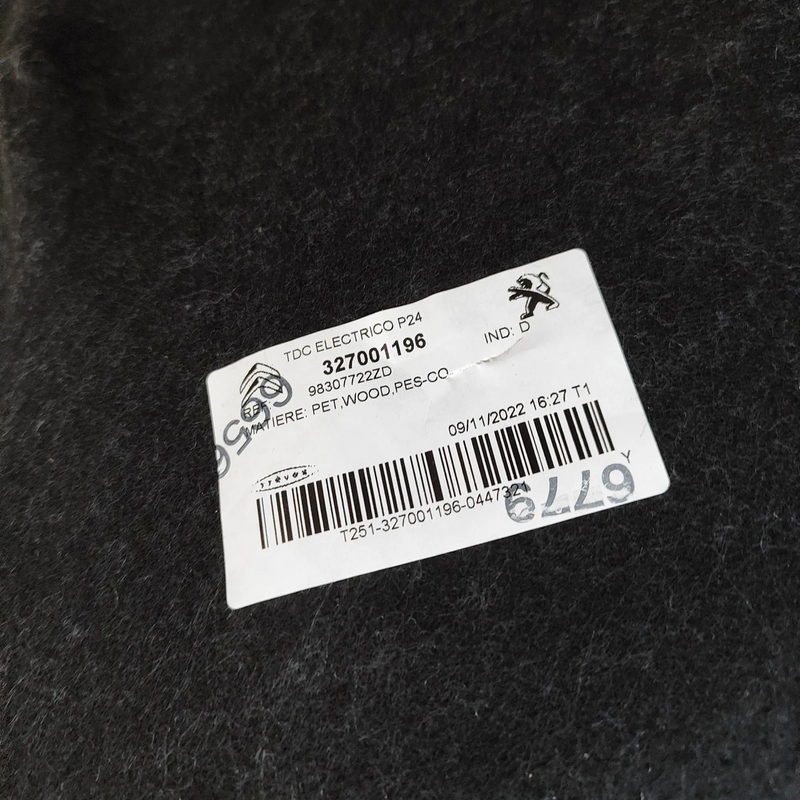 TDC ELECTRICO P24
327001196
IND: D
REF:
98307722ZD
MATIERE: PET,WOOD,PES-CO
09/11/2022 16:27 T1
Y
T251-327001196-0447321
6779